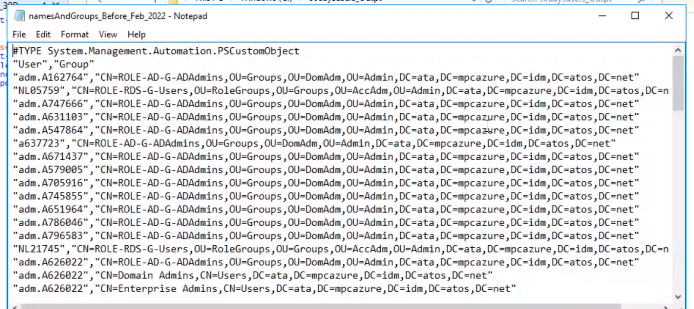 namesAndGroups_Before_Feb_2022 - Notepad
File Edit Format View Help
#TYPE System.Management.Automation.PSCustomObject
"User","Group"
"adm.A162764","CN=ROLE-AD-G-ADAdmins,OU=Groups,OU=DomAdm,OU=Admin,DC=ata,DC=mpcazure,DC=idm,DC=atos,DC=net"
"NL05759","CN=ROLE-RDS-G-Users,OU=RoleGroups,OU=Groups,OU=AccAdm,OU=Admin,DC=ata,DC=mpcazure,DC=idm,DC=atos,DC=n
"adm.A747666","CN=ROLE-AD-G-ADAdmins,OU=Groups,OU=DomAdm,OU=Admin,DC=ata,DC=mpcazure,DC=idm,DC=atos,DC=net"
"adm.A631103","CN=ROLE-AD-G-ADAdmins,OU=Groups,OU=DomAdm,OU=Admin,DC=ata,DC=mpcazure,DC=idm,DC=atos,DC=net"
"adm.A547864","CN=ROLE-AD-G-ADAdmins,OU=Groups,OU=DomAdm,OU=Admin,DC=ata,DC=mpcazure,DC=idm,DC=atos,DC=net"
"a637723","CN=ROLE-AD-G-ADAdmins,OU=Groups,OU=DomAdm,OU=Admin,DC=ata,DC=mpcazure,DC=idm,DC=atos,DC=net"
"adm.A671437","CN=ROLE-AD-G-ADAdmins,OU=Groups,OU=DomAdm,OU=Admin,DC=ata,DC=mpcazure,DC=idm,DC=atos,DC=net"
"adm.A579005","CN=ROLE-AD-G-ADAdmins,OU=Groups,OU=DomAdm,OU=Admin,DC=ata,DC=mpcazure,DC=idm,DC=atos,DC=net"
"adm.A705916","CN=ROLE-AD-G-ADAdmins,OU=Groups,OU=DomAdm,OU=Admin,DC=ata,DC=mpcazure,DC=idm,DC=atos,DC=net"
"adm.A745855","CN=ROLE-AD-G-ADAdmins,OU=Groups,OU=DomAdm,OU=Admin,DC=ata,DC=mpcazure,DC=idm,DC=atos,DC=net"
"adm.A651964","CN=ROLE-AD-G-ADAdmins,OU=Groups,OU=DomAdm,OU=Admin,DC=ata,DC=mpcazure,DC=idm,DC=atos,DC=net"
"adm.A786046","CN=ROLE-AD-G-ADAdmins,OU=Groups,OU=DomAdm,OU=Admin,DC=ata,DC=mpcazure,DC=idm,DC=atos,DC=net"
"adm.A796583","CN=ROLE-AD-G-ADAdmins,OU=Groups,OU=DomAdm,OU=Admin,DC=ata,DC=mpcazure,DC=idm,DC=atos,DC=net"
"NL21745","CN=ROLE-RDS-G-Users,OU=RoleGroups,OU=Groups,OU=AccAdm,OU=Admin,DC=ata,DC=mpcazure,DC=idm,DC=atos,DC=n
"adm.A626022","CN=ROLE-AD-G-ADAdmins,OU=Groups,OU=DomAdm,OU=Admin,DC=ata,DC=mpcazure,DC=idm,DC=atos,DC=net"
"adm.A626022","CN=Domain Admins,CN=Users,DC=ata,DC=mpcazure,DC=idm,DC=atos,DC=net"
"adm.A626022","CN=Enterprise Admins,CN=Users,DC=ata,DC=mpcazure,DC=idm,DC=atos,DC=net"